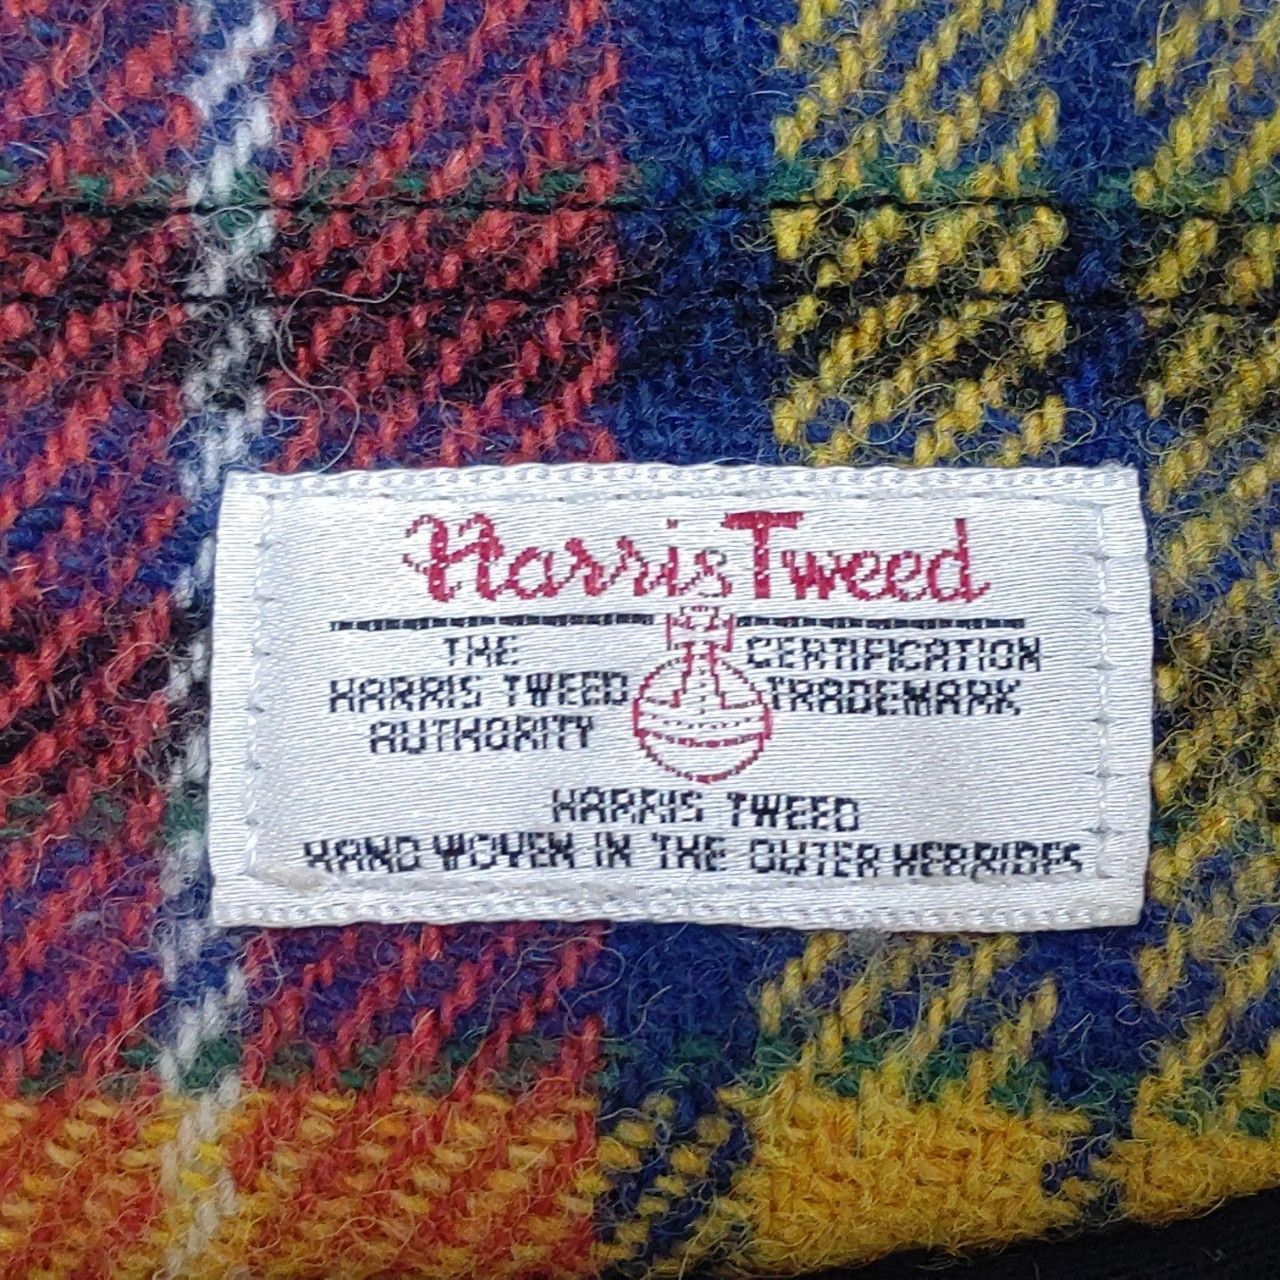 Harris Tweed
THE CERTIFICATION
HARRIS TWEED TRADEMARK
AUTHORITY
HARRIS TWEED
HAND WOVEN IN THE OUTER HEBRIDES